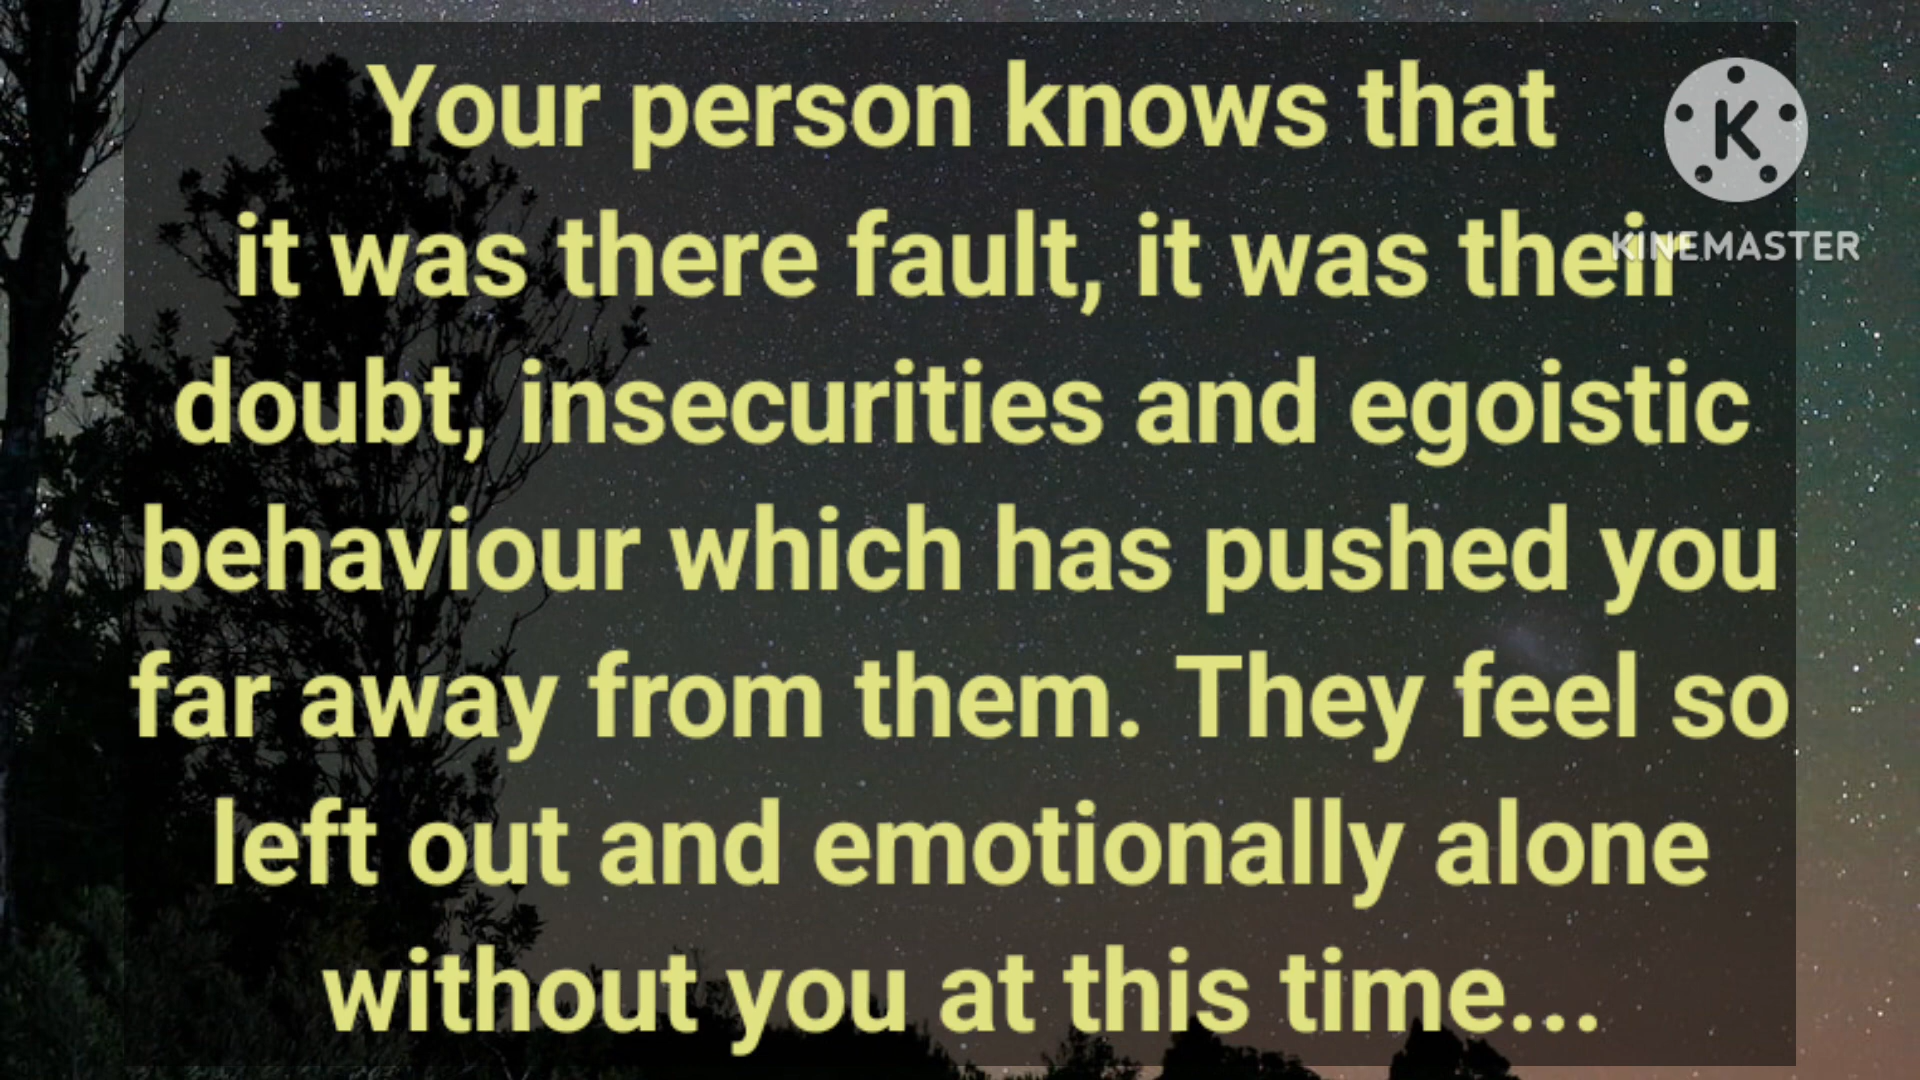 Your person knows that
it was there fault, it was their
doubt, insecurities and egoistic
behaviour which has pushed you
far away from them. They feel so
left out and emotionally alone
without you at this time...
K
KINEMASTER